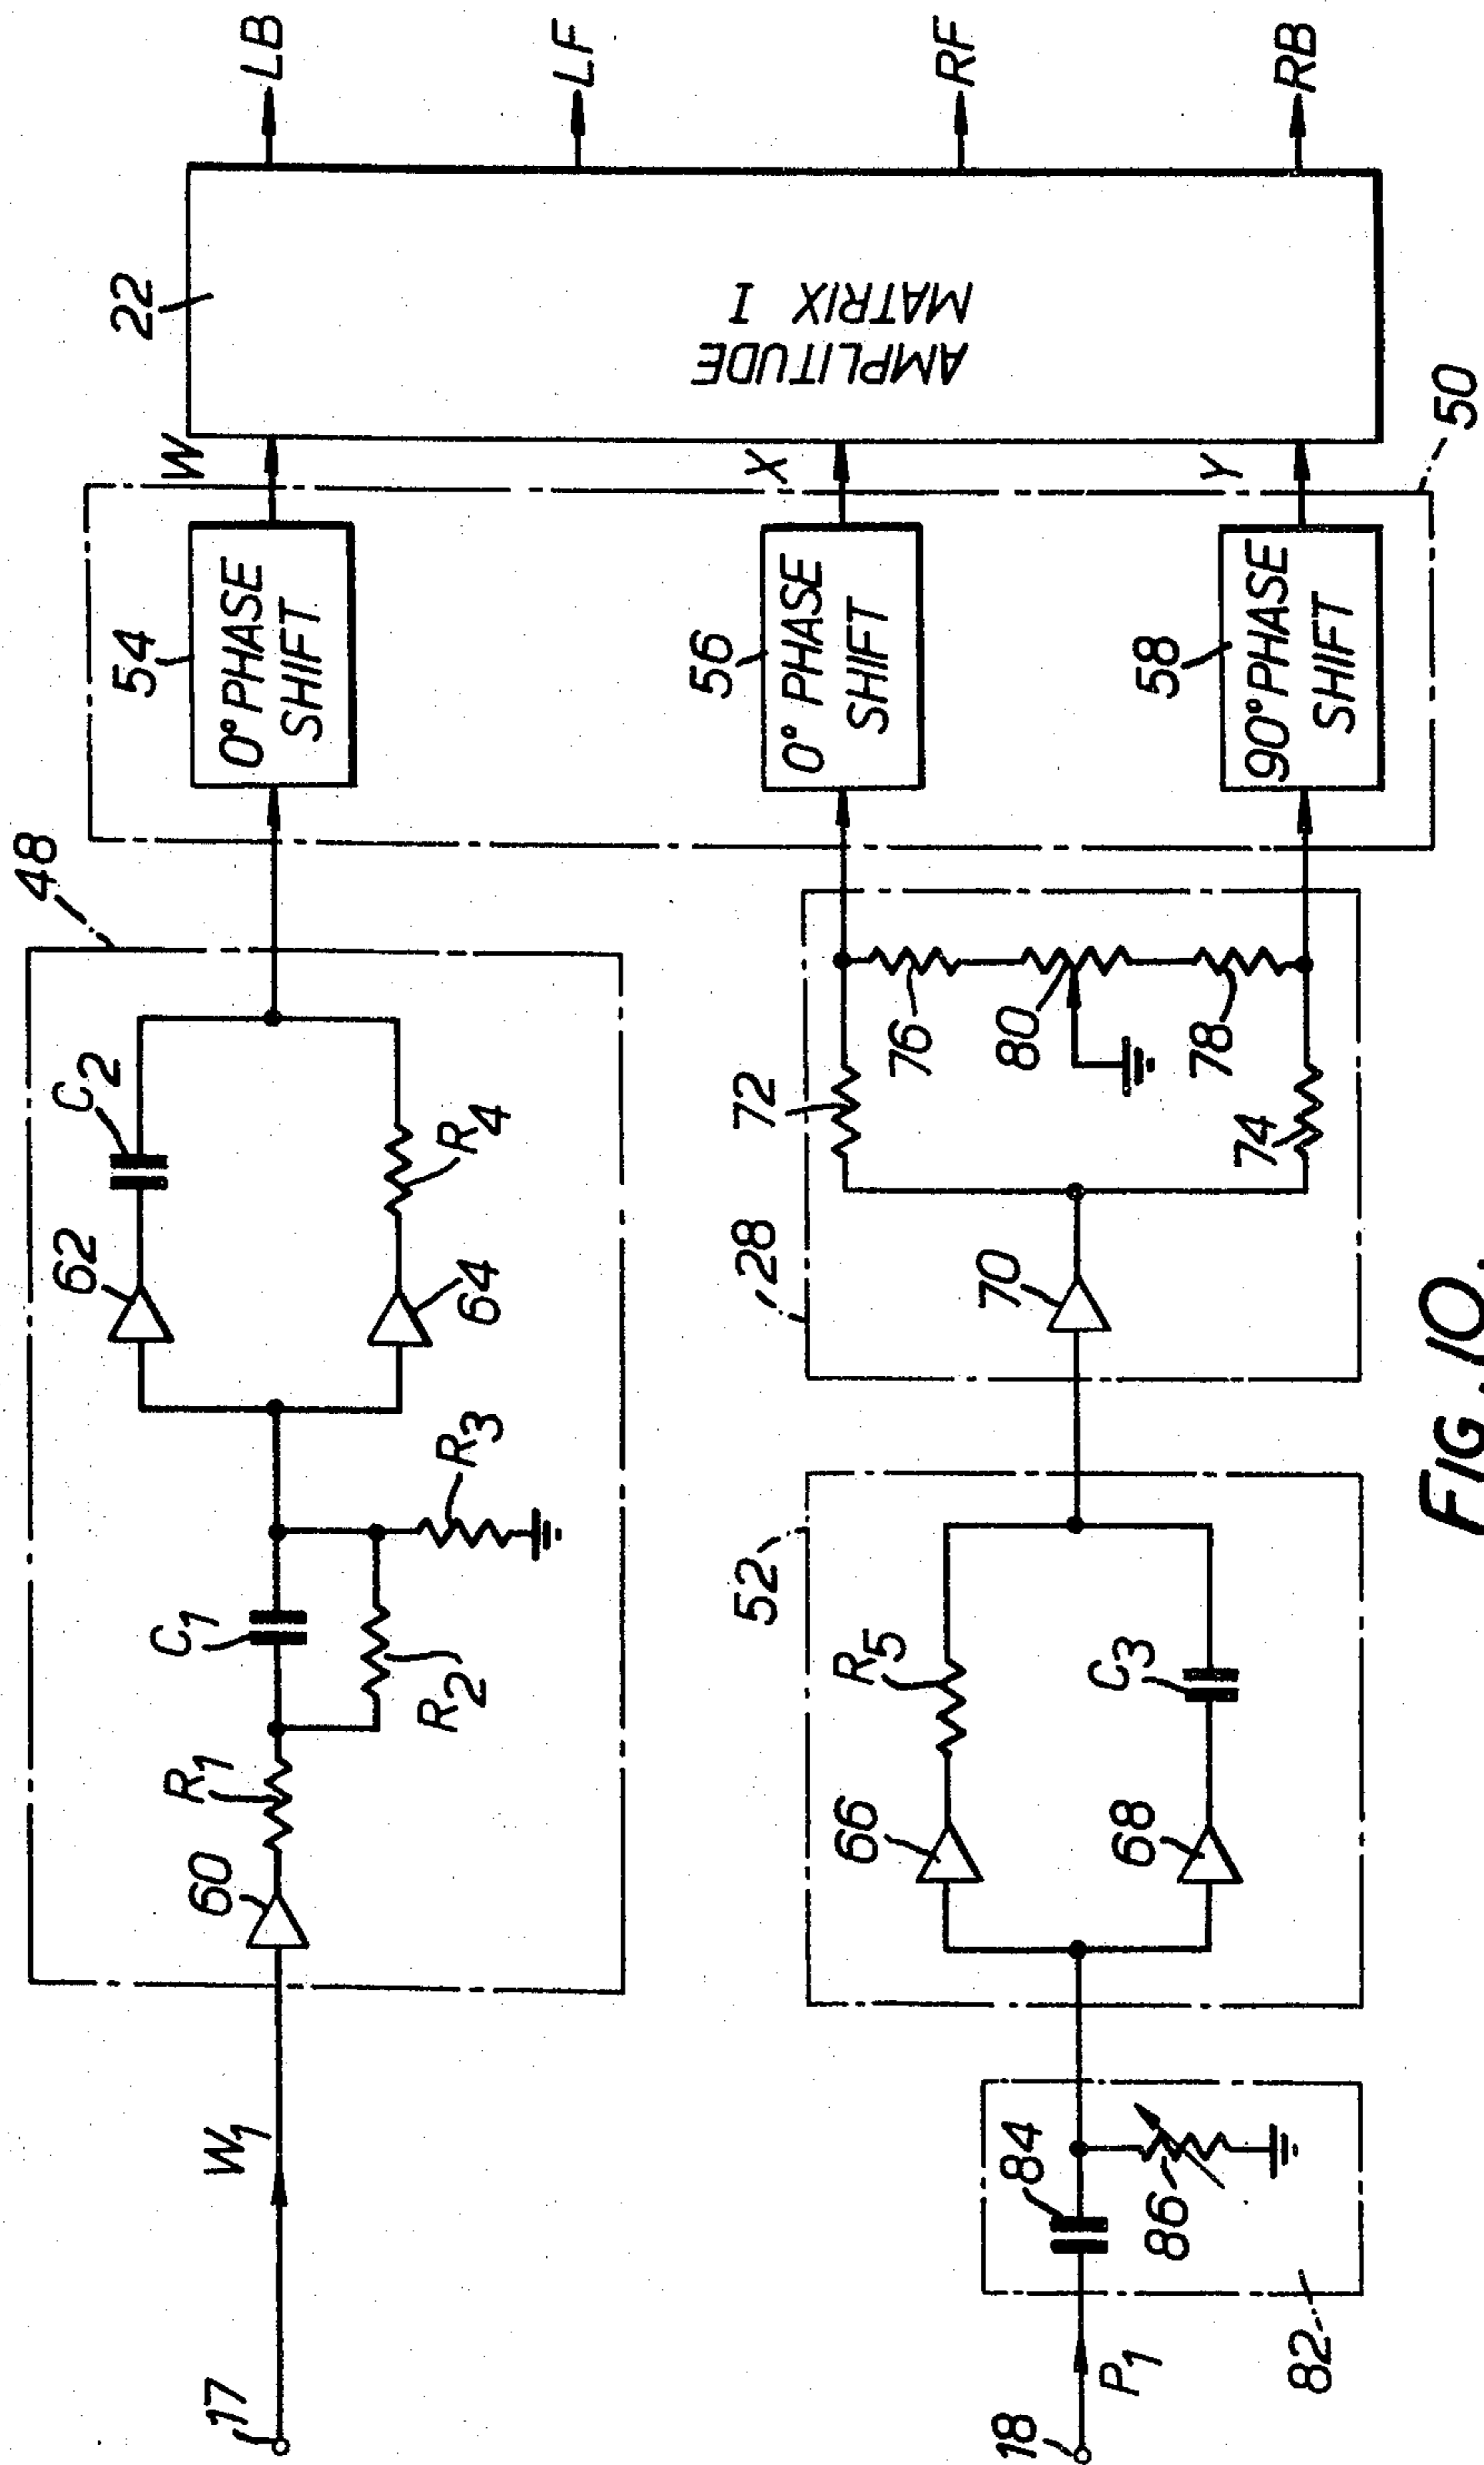 17
W1
60
R1
C1
R2
R3
62
64
C2
R4
48
54
0° PHASE
SHIFT
W
22
AMPLITUDE
MATRIX I
LB
LF
RF
RB
18
P1
84
86
82
52
66
R5
68
C3
28
70
72
74
76
80
78
56
0° PHASE
SHIFT
X
58
90° PHASE
SHIFT
Y
50
FIG. 10.